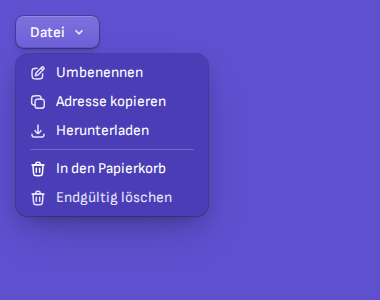 Datei
Umbenennen
Adresse kopieren
Herunterladen
In den Papierkorb
Endgültig löschen